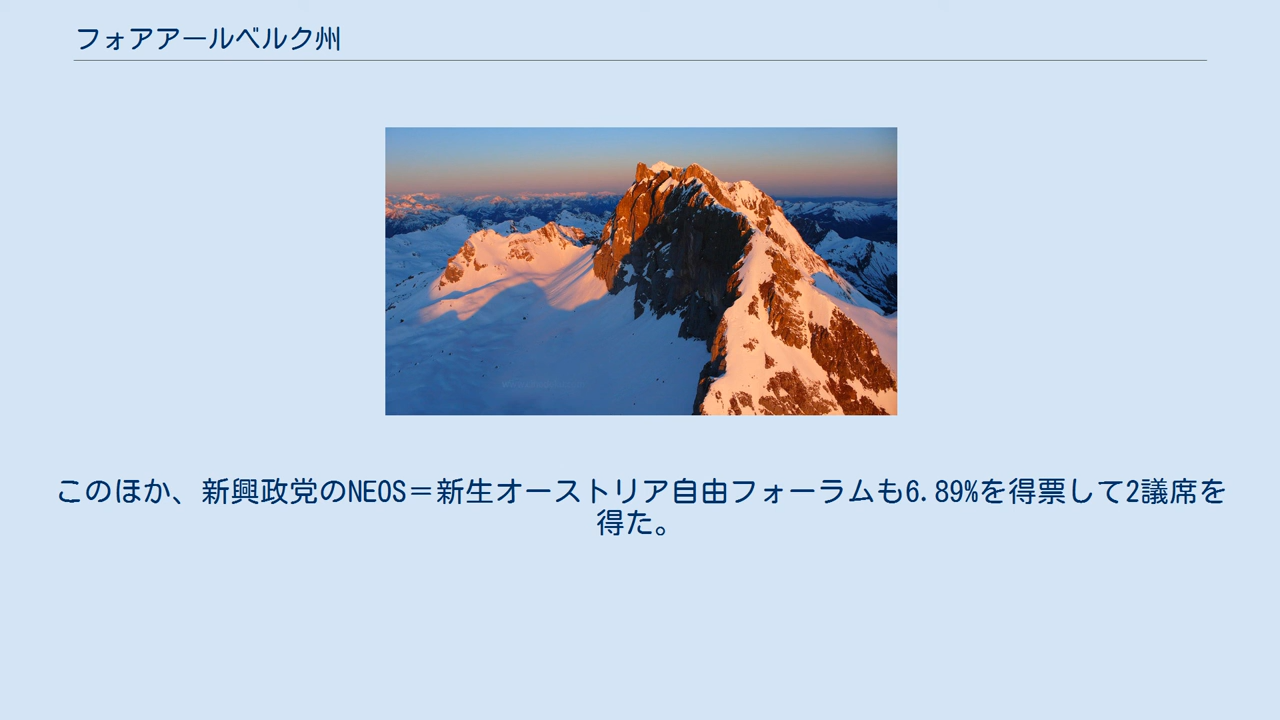 フォアアールベルク州
このほか、新興政党のNEOS＝新生オーストリア自由フォーラムも6.89%を得票して2議席を
得た。